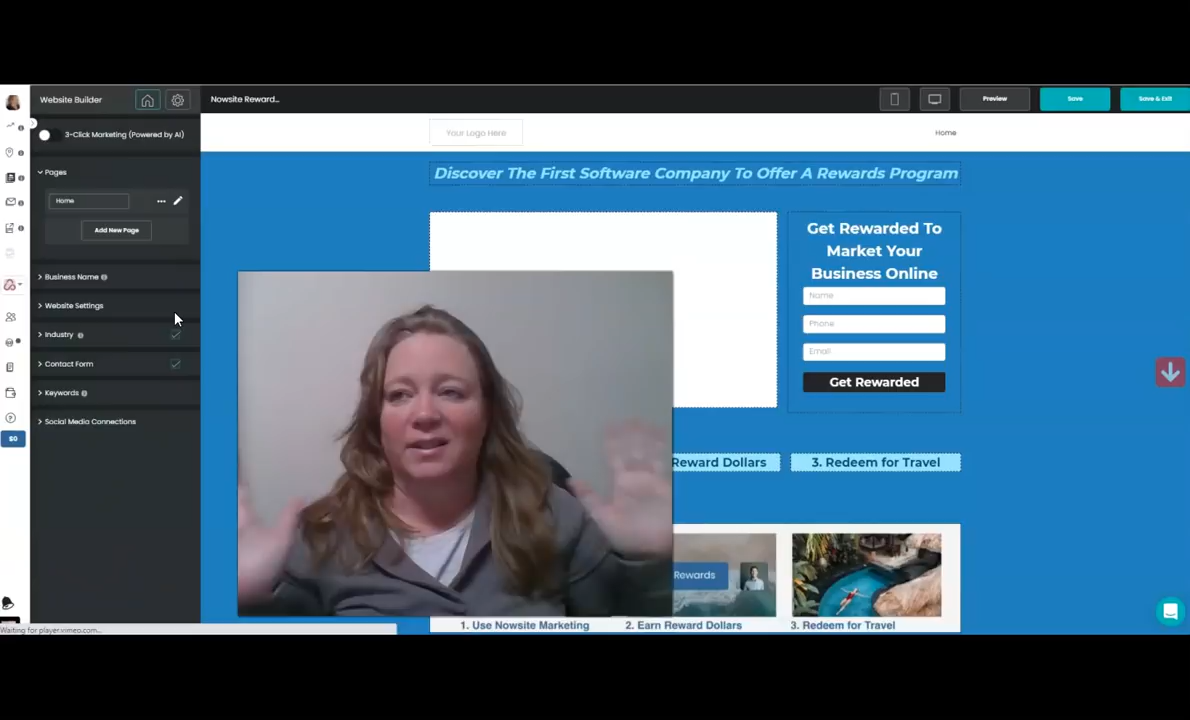 Website Builder
Nowsite Reward...
Preview
Save
Save & Exit
3-Click Marketing (Powered by AI)
Your Logo Here
Home
Pages
Discover The First Software Company To Offer A Rewards Program
Home
Add New Page
Get Rewarded To
Market Your
Business Online
Business Name
Name
Website Settings
Phone
Industry
Email
Contact Form
Get Rewarded
Keywords
Social Media Connections
$0
Reward Dollars
3. Redeem for Travel
Rewards
1. Use Nowsite Marketing
2. Earn Reward Dollars
3. Redeem for Travel
Waiting for player.vimeo.com...